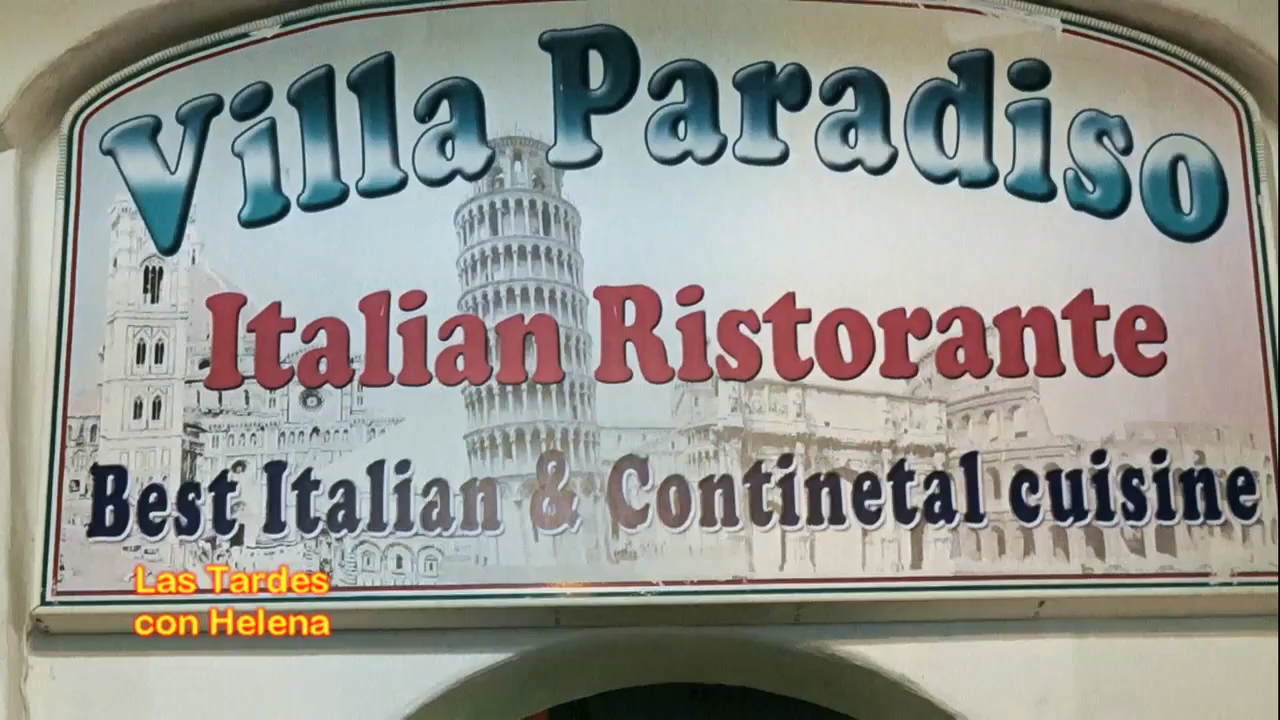 Villa Paradiso
Italian Ristorante
Best Italian & Continetal cuisine
Las Tardes
con Helena